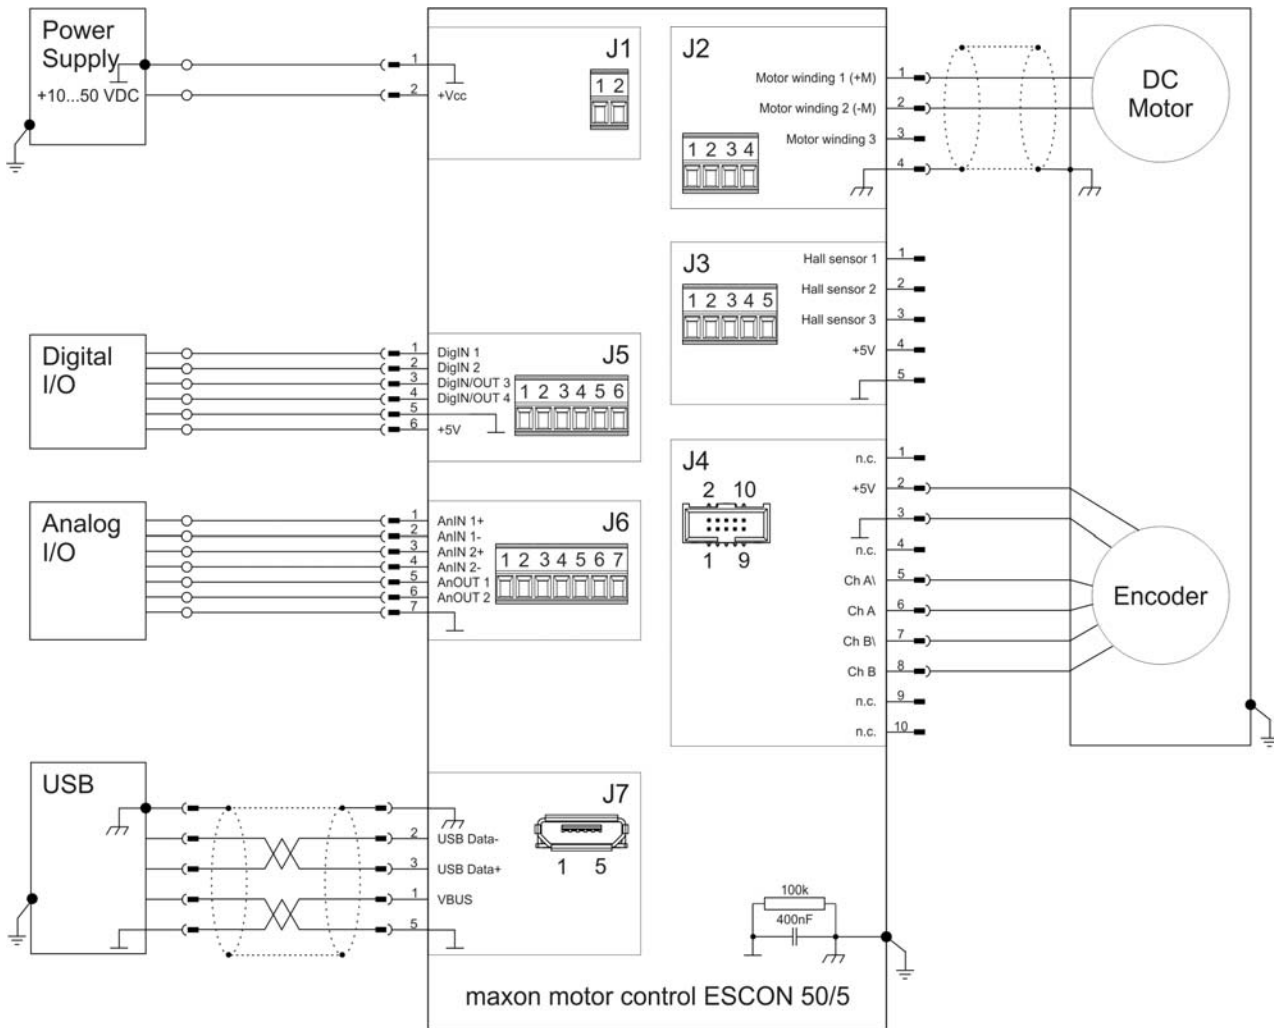 Power
Supply
+10...50 VDC
1
2
+Vcc
J1
1 2
J2
Motor winding 1 (+M)
1
Motor winding 2 (-M)
2
Motor winding 3
3
4
1 2 3 4
DC
Motor
J3
Hall sensor 1
1
Hall sensor 2
2
Hall sensor 3
3
+5V
4
5
1 2 3 4 5
Digital
I/O
1
DigIN 1
2
DigIN 2
3
DigIN/OUT 3
4
DigIN/OUT 4
5
6
+5V
J5
1 2 3 4 5 6
J4
2 10
1 9
n.c.
1
+5V
2
3
n.c.
4
Ch A\
5
Ch A
6
Ch B\
7
Ch B
8
n.c.
9
n.c.
10
Encoder
Analog
I/O
1
AnIN 1+
2
AnIN 1-
3
AnIN 2+
4
AnIN 2-
5
AnOUT 1
6
AnOUT 2
7
J6
1 2 3 4 5 6 7
USB
2
USB Data-
3
USB Data+
1
VBUS
5
J7
1 5
100k
400nF
maxon motor control ESCON 50/5